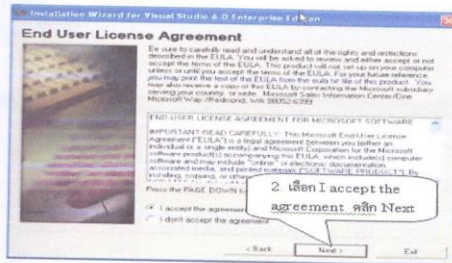 Installation Wizard for Visual Studio 6.0 Enterprise Edition
End User License Agreement
Be sure to carefully read and understand all of the rights and restrictions
described in the EULA. You will be asked to review and either accept or not
accept the terms of the EULA. This product will not set up on your computer
unless or until you accept the terms of the EULA. For your future reference,
you may print the text of the EULA from the eula.txt file of this product. You
may also receive a copy of this EULA by contacting the Microsoft subsidiary
serving your country, or write: Microsoft Sales Information Center/One
Microsoft Way /Redmond, WA 98052-6399
END-USER LICENSE AGREEMENT FOR MICROSOFT SOFTWARE
IMPORTANT-READ CAREFULLY: This Microsoft End-User License
Agreement ("EULA") is a legal agreement between you (either an
individual or a single entity) and Microsoft Corporation for the Microsoft
software product(s) accompanying this EULA, which include(s) computer
software and may include "online" or electronic documentation,
associated media, and printed materials ("SOFTWARE PRODUCT"). By
installing, copying, or
Press the PAGE DOWN
I accept the agreement
I don't accept the agreement
2. เลือก I accept the
agreement คลิก Next
< Back
Next >
Exit